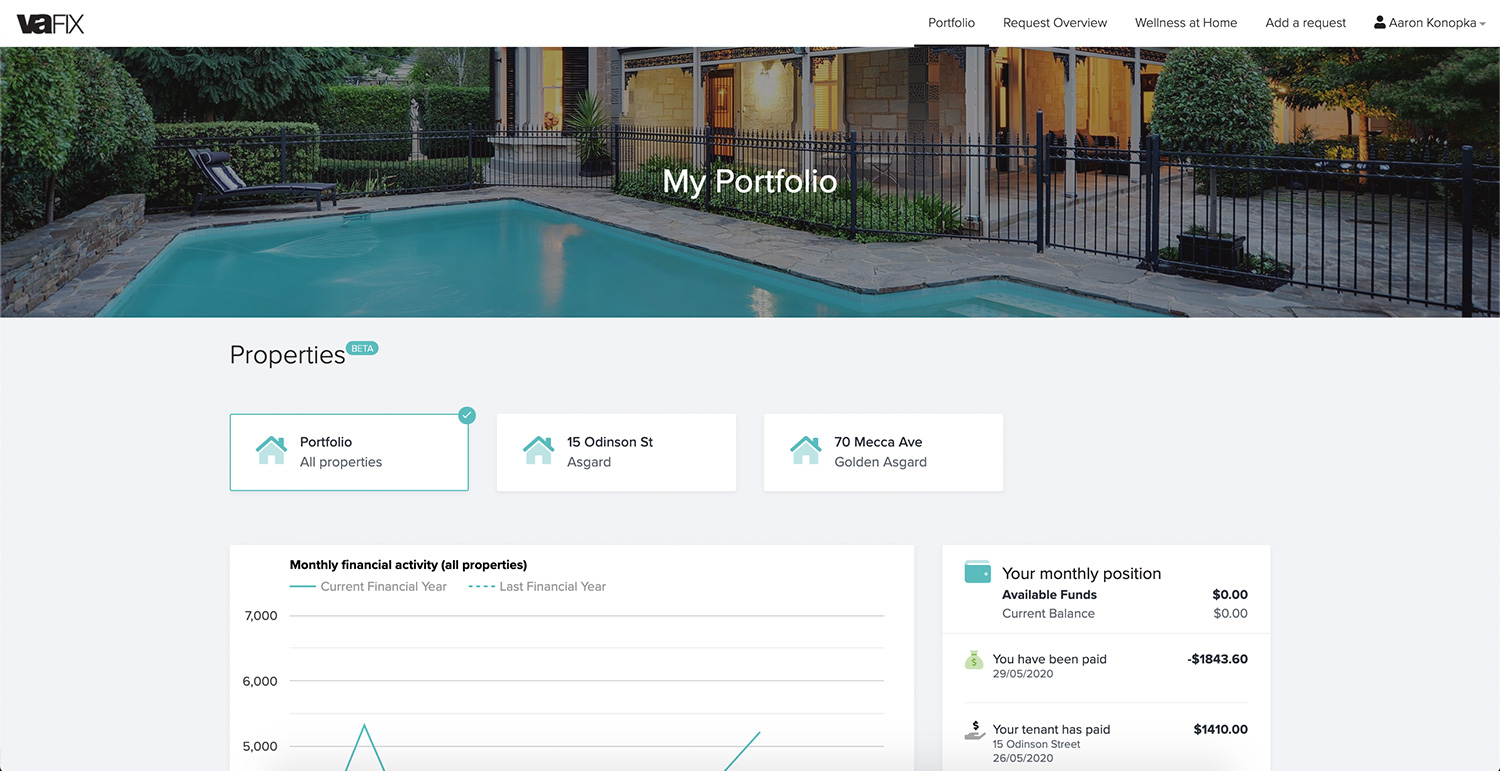 vaFIX
Portfolio
Request Overview
Wellness at Home
Add a request
Aaron Konopka
My Portfolio
Properties BETA
Portfolio
All properties
15 Odinson St
Asgard
70 Mecca Ave
Golden Asgard
Monthly financial activity (all properties)
Current Financial Year
Last Financial Year
7,000
6,000
5,000
Your monthly position
Available Funds $0.00
Current Balance $0.00
You have been paid -$1843.60
29/05/2020
Your tenant has paid $1410.00
15 Odinson Street
26/05/2020